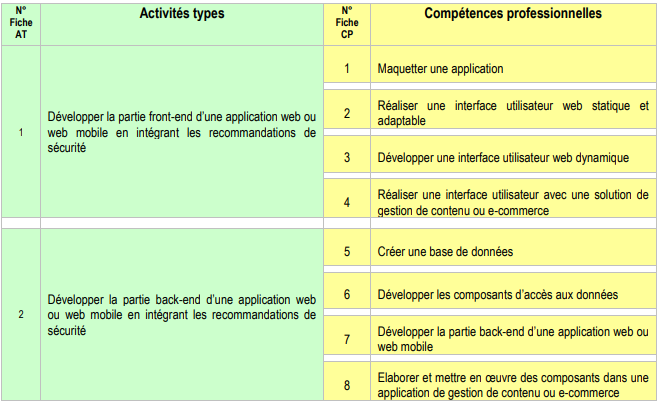 N° Fiche AT
Activités types
N° Fiche CP
Compétences professionnelles
1
Développer la partie front-end d'une application web ou
web mobile en intégrant les recommandations de
sécurité
1
Maquetter une application
2
Réaliser une interface utilisateur web statique et
adaptable
3
Développer une interface utilisateur web dynamique
4
Réaliser une interface utilisateur avec une solution de
gestion de contenu ou e-commerce
2
Développer la partie back-end d'une application web
ou web mobile en intégrant les recommandations de
sécurité
5
Créer une base de données
6
Développer les composants d'accès aux données
7
Développer la partie back-end d'une application web ou
web mobile
8
Elaborer et mettre en œuvre des composants dans une
application de gestion de contenu ou e-commerce